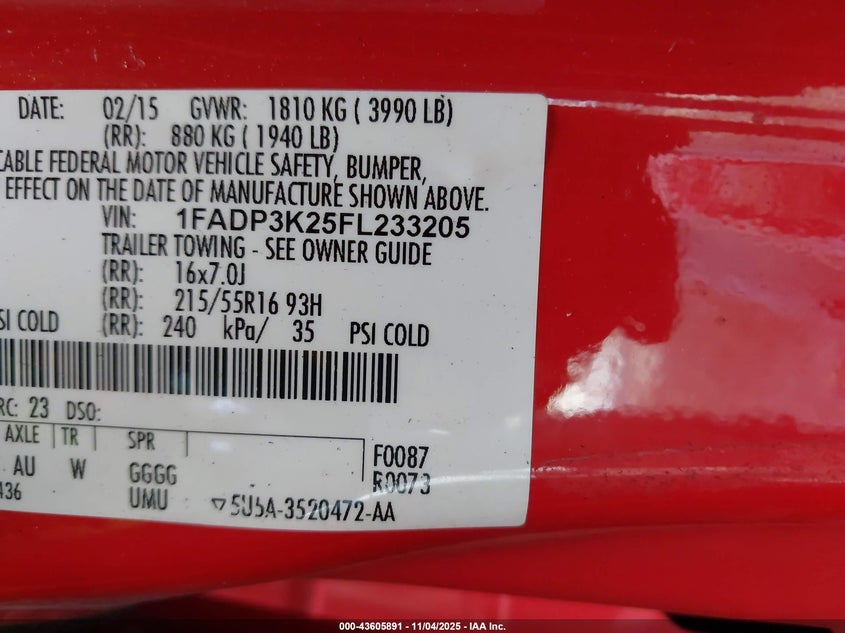 DATE: 02/15 GVWR: 1810 KG ( 3990 LB)
(RR): 880 KG ( 1940 LB)
CABLE FEDERAL MOTOR VEHICLE SAFETY, BUMPER,
EFFECT ON THE DATE OF MANUFACTURE SHOWN ABOVE.
VIN: 1FADP3K25FL233205
TRAILER TOWING - SEE OWNER GUIDE
(RR): 16x7.0J
(RR): 215/55R16 93H
SI COLD (RR): 240 kPa/ 35 PSI COLD
RC: 23 DSO:
AXLE TR SPR F0087
AU W GGGG R0073
436 UMU ▽5U5A-3520472-AA
000-43605891 - 11/04/2025 - IAA Inc.